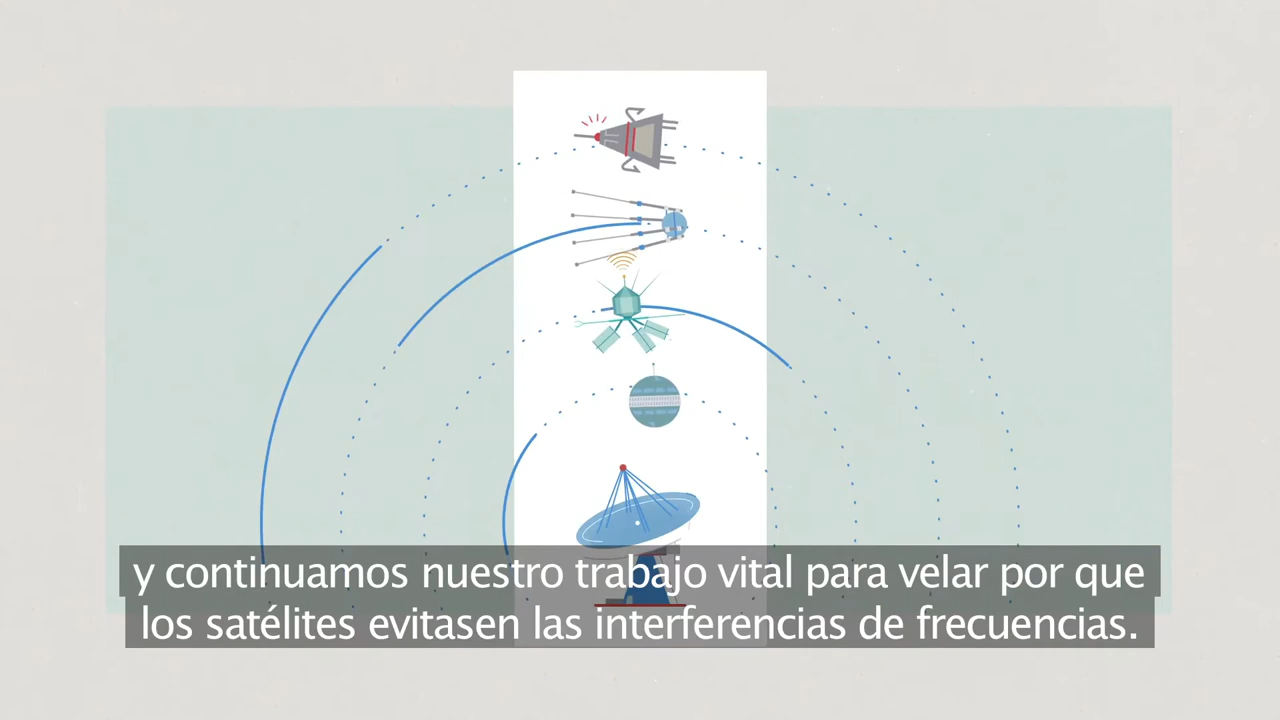 y continuamos nuestro trabajo vital para velar por que
los satélites evitasen las interferencias de frecuencias.